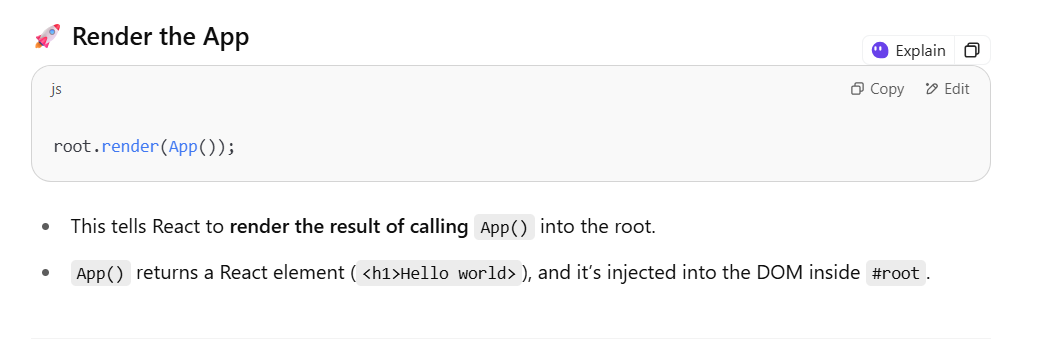 🚀 Render the App
Explain
js
Copy Edit
root.render(App());
This tells React to render the result of calling App() into the root.
App() returns a React element (<h1>Hello world>), and it’s injected into the DOM inside #root.